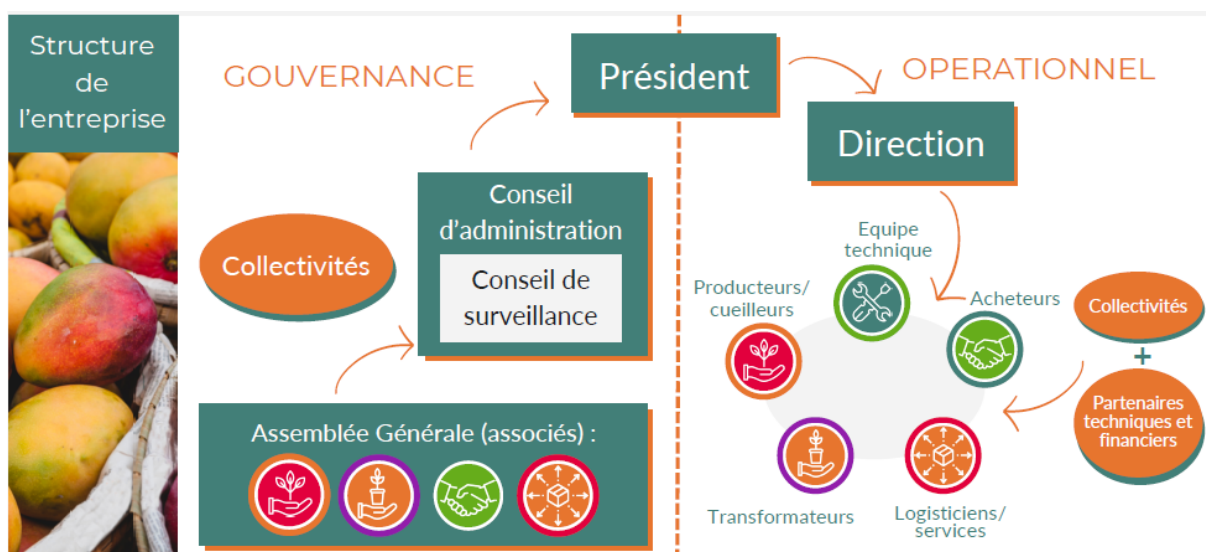 Structure
de
l'entreprise
GOUVERNANCE
Président
OPERATIONNEL
Direction
Conseil
d'administration
Conseil de
surveillance
Collectivités
Assemblée Générale (associés) :
Equipe
technique
Producteurs/
cueilleurs
Acheteurs
Transformateurs
Logisticiens/
services
Collectivités
+
Partenaires
techniques et
financiers